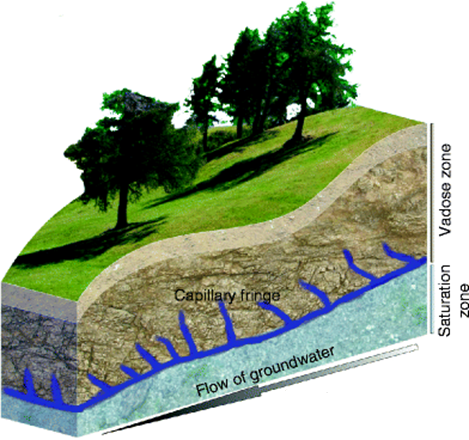 Vadose zone
Capillary fringe
Saturation
zone
Flow of groundwater